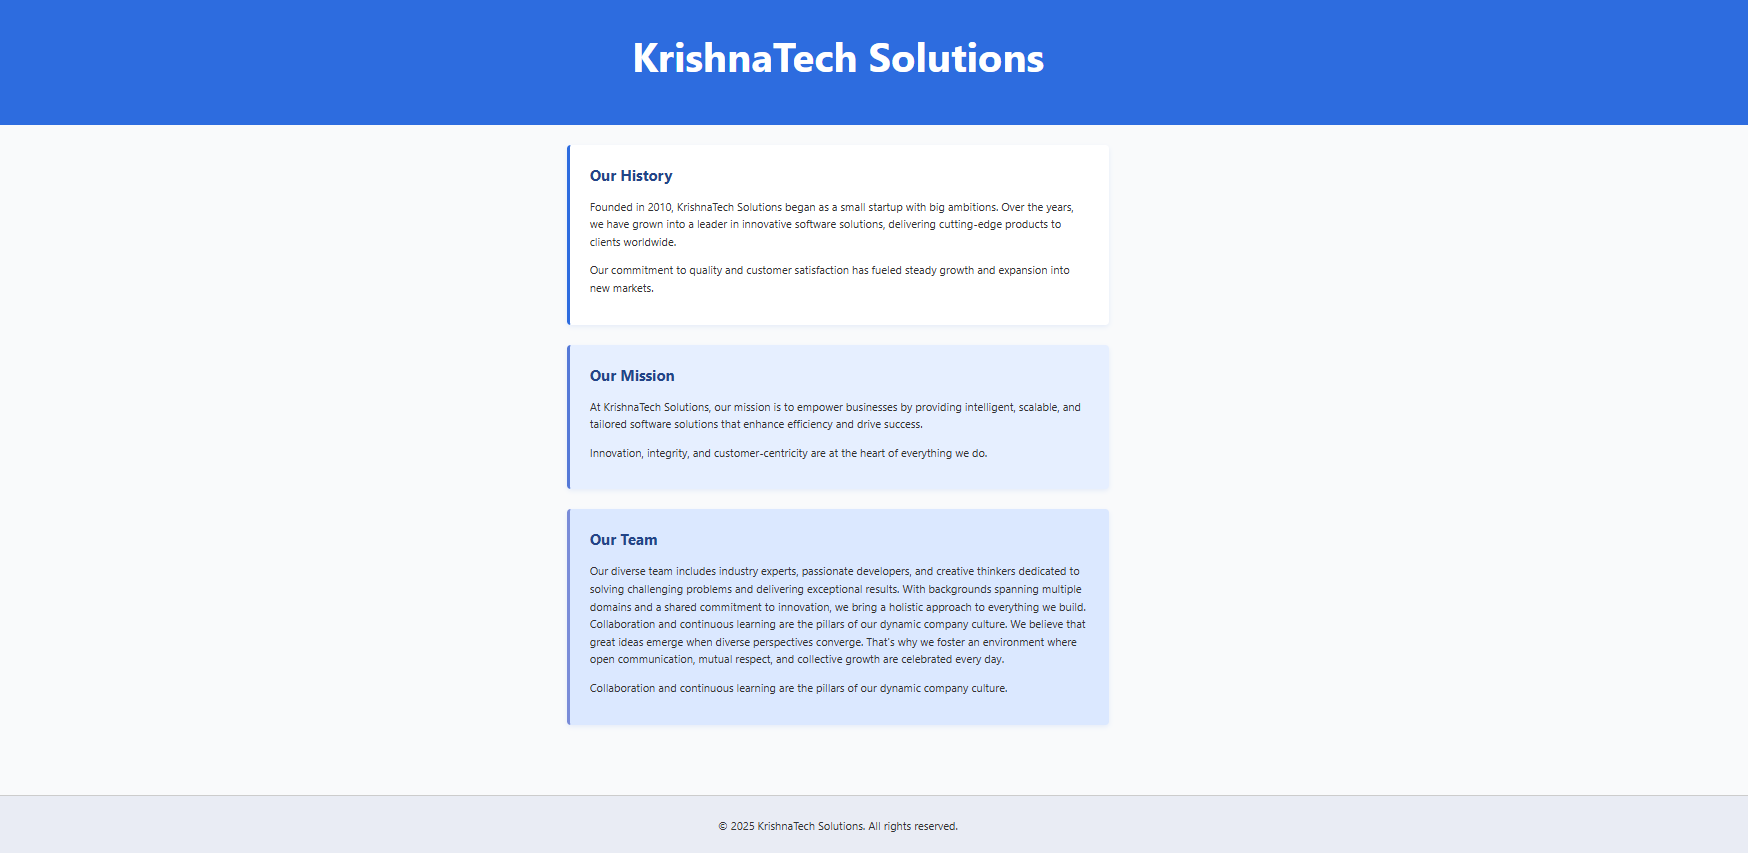 KrishnaTech Solutions
Our History
Founded in 2010, KrishnaTech Solutions began as a small startup with big ambitions. Over the years,
we have grown into a leader in innovative software solutions, delivering cutting-edge products to
clients worldwide.
Our commitment to quality and customer satisfaction has fueled steady growth and expansion into
new markets.
Our Mission
At KrishnaTech Solutions, our mission is to empower businesses by providing intelligent, scalable, and
tailored software solutions that enhance efficiency and drive success.
Innovation, integrity, and customer-centricity are at the heart of everything we do.
Our Team
Our diverse team includes industry experts, passionate developers, and creative thinkers dedicated to
solving challenging problems and delivering exceptional results. With backgrounds spanning multiple
domains and a shared commitment to innovation, we bring a holistic approach to everything we build.
Collaboration and continuous learning are the pillars of our dynamic company culture. We believe that
great ideas emerge when diverse perspectives converge. That's why we foster an environment where
open communication, mutual respect, and collective growth are celebrated every day.
Collaboration and continuous learning are the pillars of our dynamic company culture.
© 2025 KrishnaTech Solutions. All rights reserved.